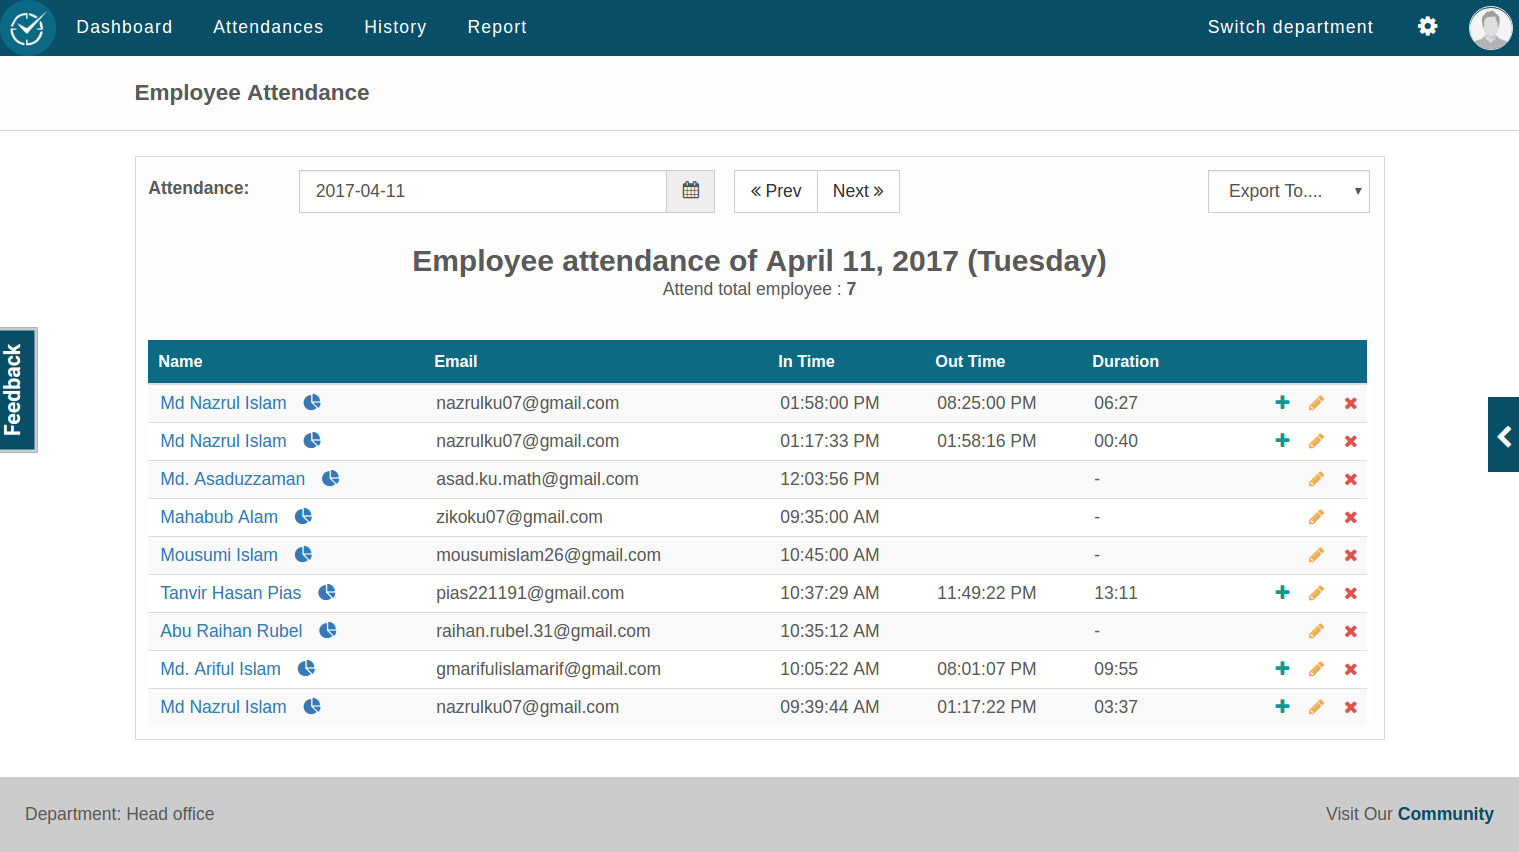 Dashboard Attendances History Report Switch department
Employee Attendance
Attendance: 2017-04-11 « Prev Next » Export To....
Employee attendance of April 11, 2017 (Tuesday)
Attend total employee : 7
Feedback
Name Email In Time Out Time Duration
Md Nazrul Islam nazrulku07@gmail.com 01:58:00 PM 08:25:00 PM 06:27
Md Nazrul Islam nazrulku07@gmail.com 01:17:33 PM 01:58:16 PM 00:40
Md. Asaduzzaman asad.ku.math@gmail.com 12:03:56 PM -
Mahabub Alam zikoku07@gmail.com 09:35:00 AM -
Mousumi Islam mousumislam26@gmail.com 10:45:00 AM -
Tanvir Hasan Pias pias221191@gmail.com 10:37:29 AM 11:49:22 PM 13:11
Abu Raihan Rubel raihan.rubel.31@gmail.com 10:35:12 AM -
Md. Ariful Islam gmarifulislamarif@gmail.com 10:05:22 AM 08:01:07 PM 09:55
Md Nazrul Islam nazrulku07@gmail.com 09:39:44 AM 01:17:22 PM 03:37
Department: Head office Visit Our Community